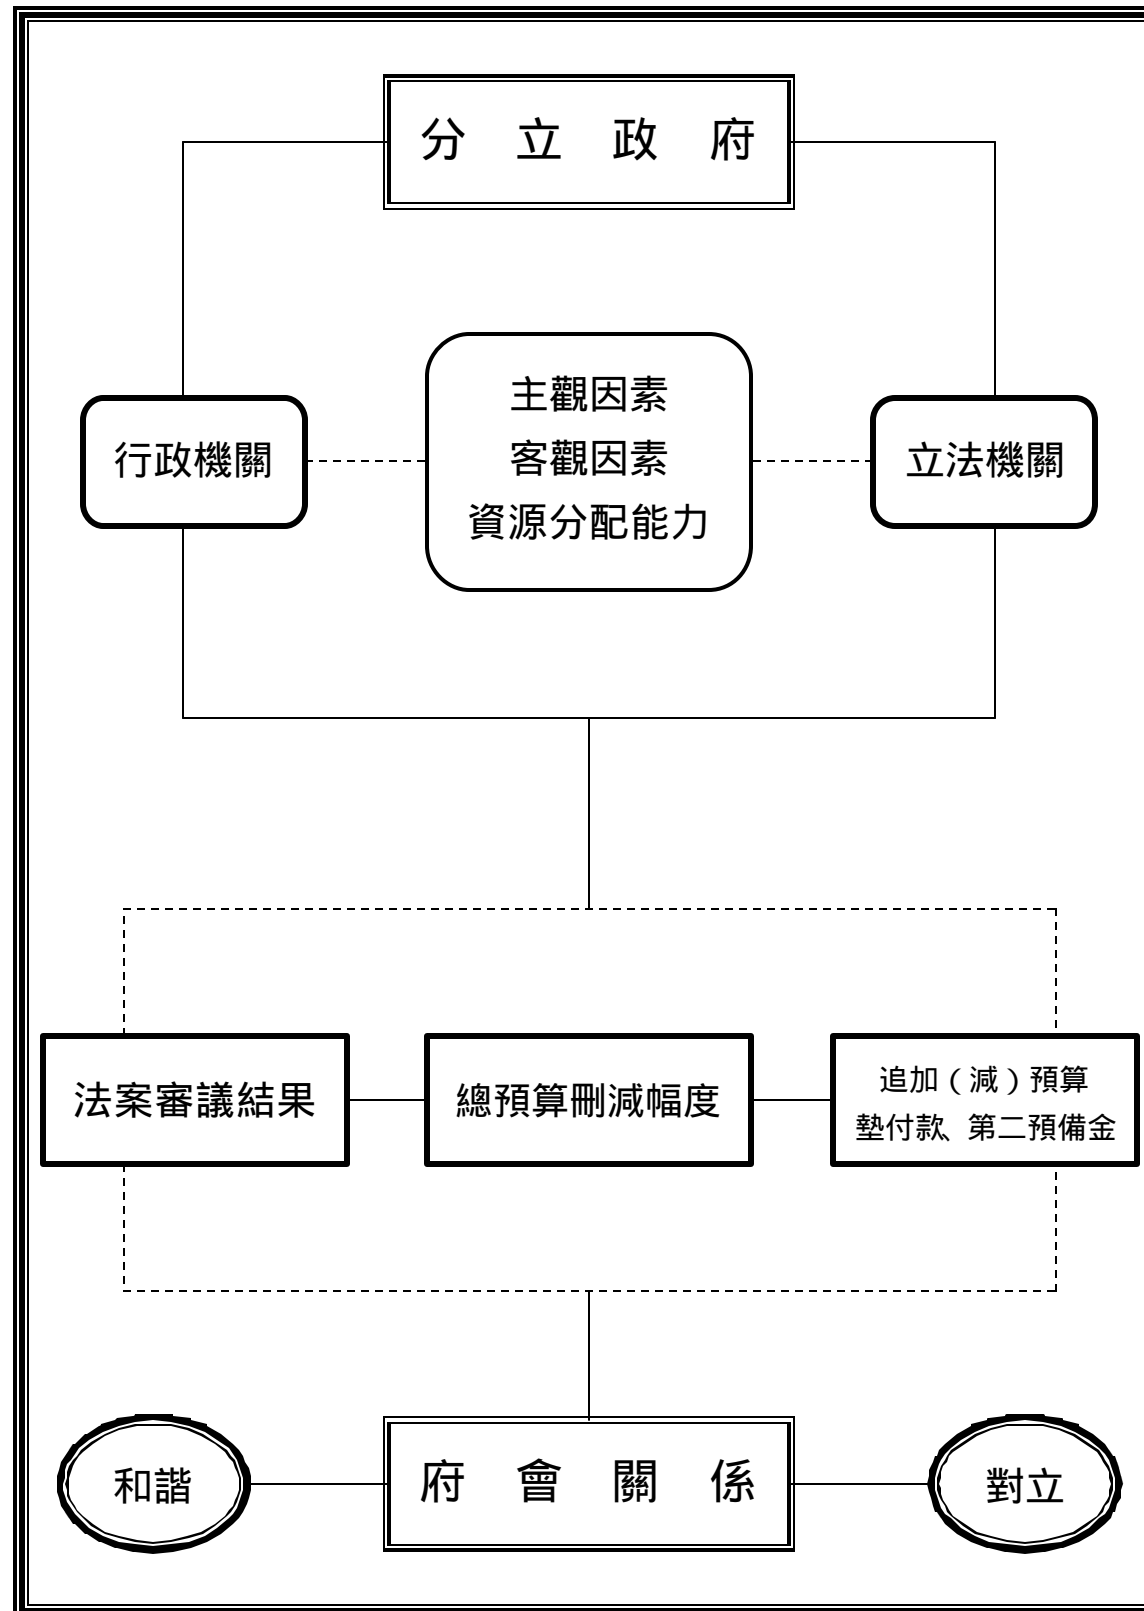 分 立 政 府
主觀因素
客觀因素
資源分配能力
行政機關
立法機關
法案審議結果
總預算刪減幅度
追加（減）預算
墊付款、第二預備金
和諧
府 會 關 係
對立